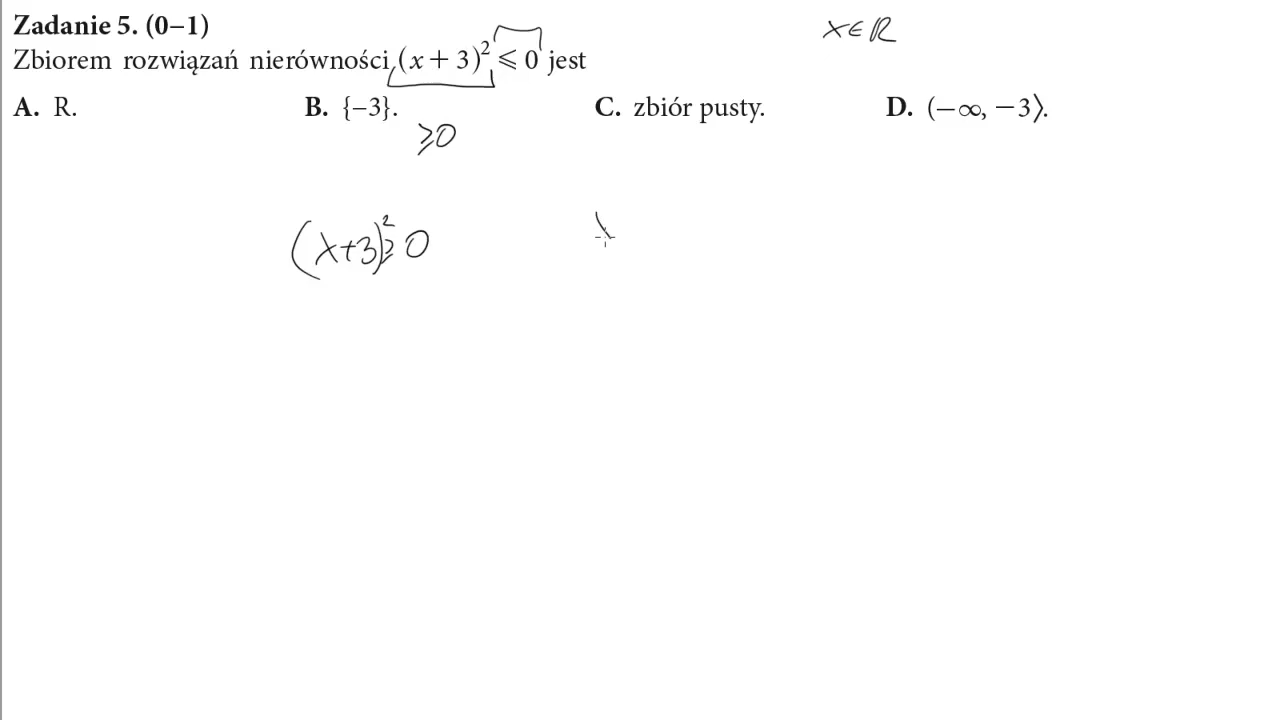 Zadanie 5. (0–1)
x∈ℝ
Zbiorem rozwiązań nierówności (x + 3)² ⩽ 0 jest
A. R. B. {–3}. C. zbiór pusty. D. (−∞, −3⟩.
⩾0
(x+3)²⩾0